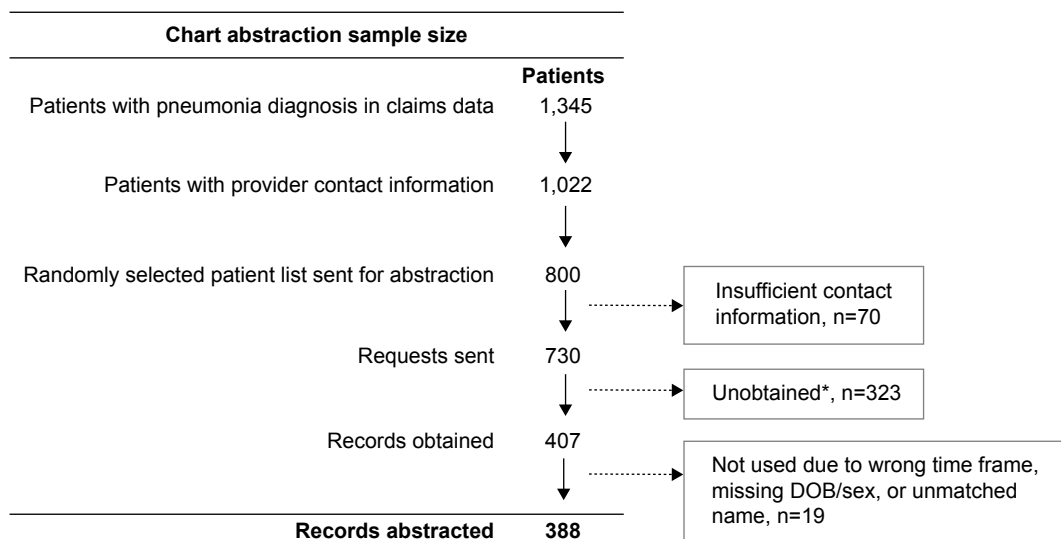 Chart abstraction sample size
Patients
Patients with pneumonia diagnosis in claims data 1,345
Patients with provider contact information 1,022
Randomly selected patient list sent for abstraction 800
Insufficient contact
information, n=70
Requests sent 730
Unobtained*, n=323
Records obtained 407
Not used due to wrong time frame,
missing DOB/sex, or unmatched
name, n=19
Records abstracted 388